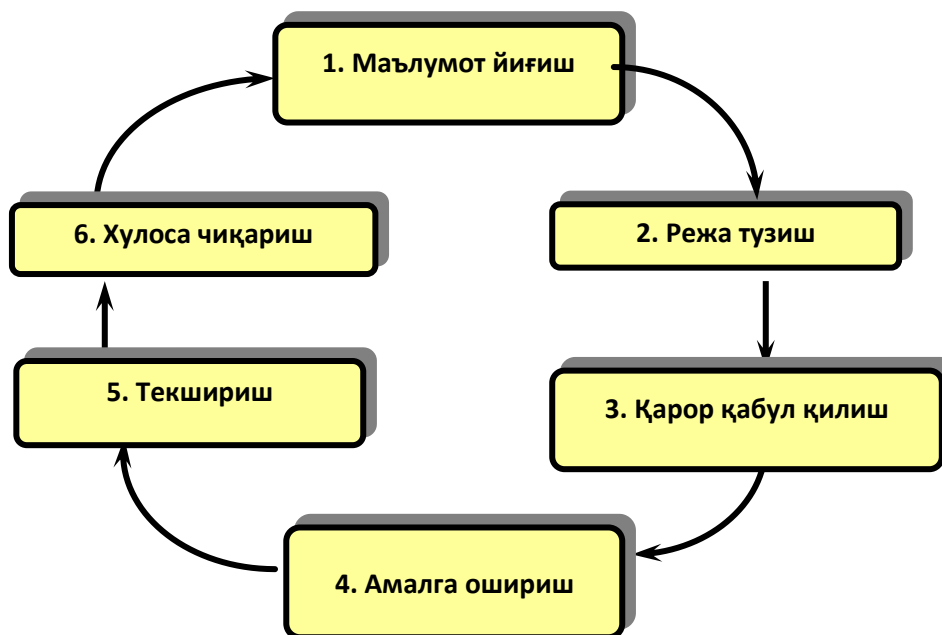 1. Маълумот йиғиш
2. Режа тузиш
3. Қарор қабул қилиш
4. Амалга ошириш
5. Текшириш
6. Хулоса чиқариш